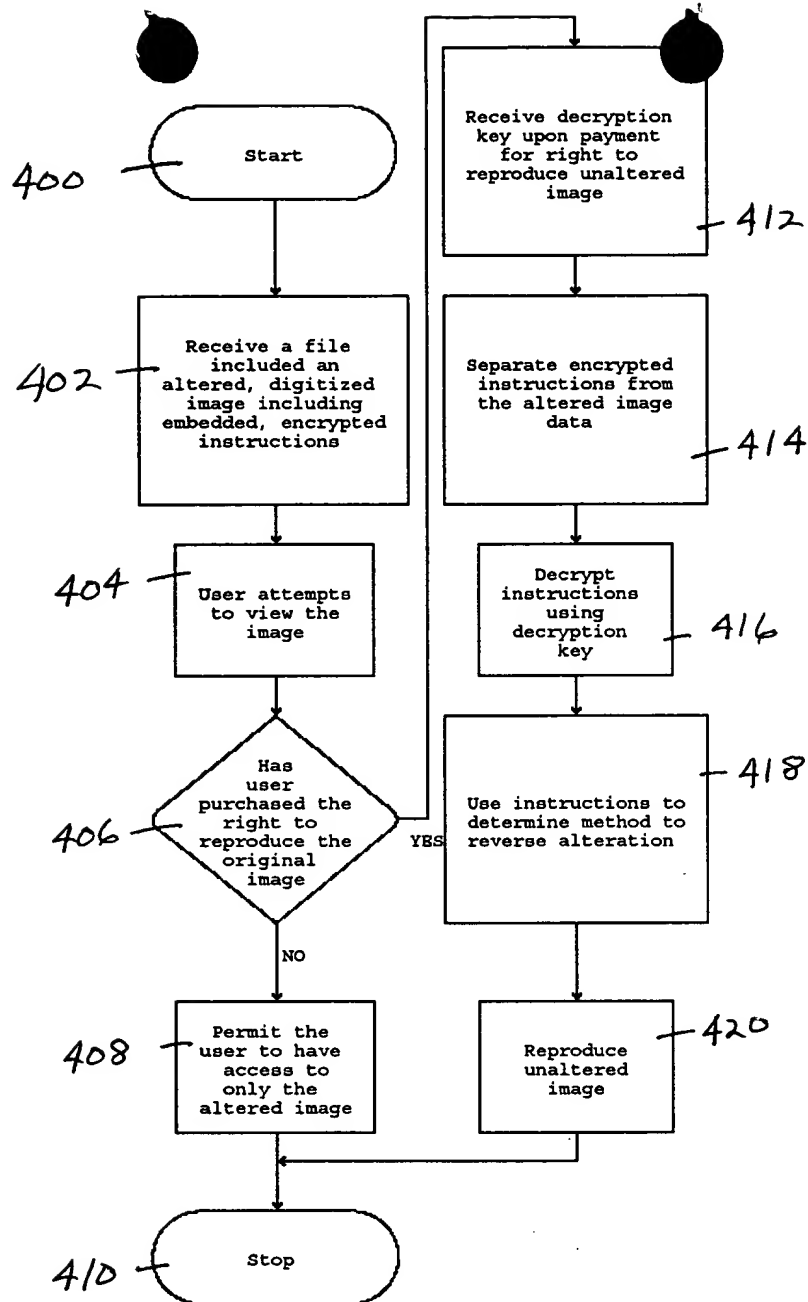 400
Start
402
Receive a file
included an
altered, digitized
image including
embedded, encrypted
instructions
404
User attempts
to view the
image
406
Has
user
purchased the
right to
reproduce the
original
image
YES
NO
408
Permit the
user to have
access to
only the
altered image
410
Stop
Receive decryption
key upon payment
for right to
reproduce unaltered
image
412
Separate encrypted
instructions from
the altered image
data
414
Decrypt
instructions
using
decryption
key
416
Use instructions to
determine method to
reverse alteration
418
Reproduce
unaltered
image
420